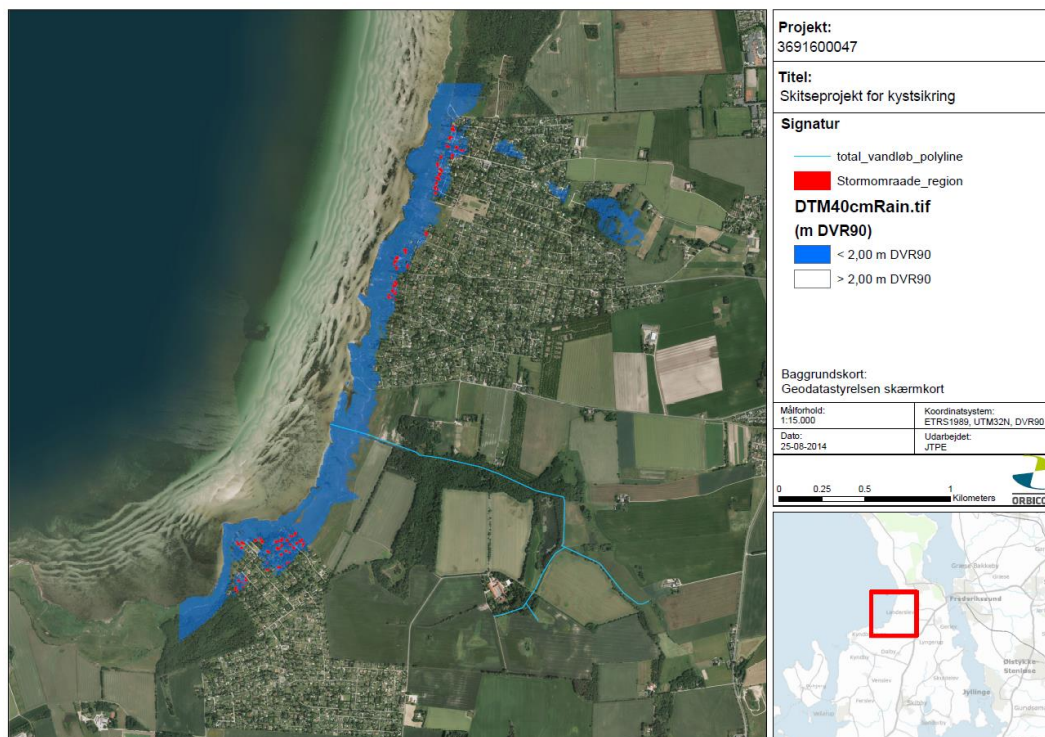 Projekt:
3691600047
Titel:
Skitseprojekt for kystsikring
Signatur
total_vandløb_polyline
Stormomraade_region
DTM40cmRain.tif
(m DVR90)
< 2,00 m DVR90
> 2,00 m DVR90
Baggrundskort:
Geodatastyrelsen skærmkort
Målforhold:
1:15.000
Koordinatsystem:
ETRS1989, UTM32N, DVR90
Dato:
25-08-2014
Udarbejdet:
JTPE
0 0.25 0.5 1
Kilometers
ORBICO
Frederikssund
Jyllinge